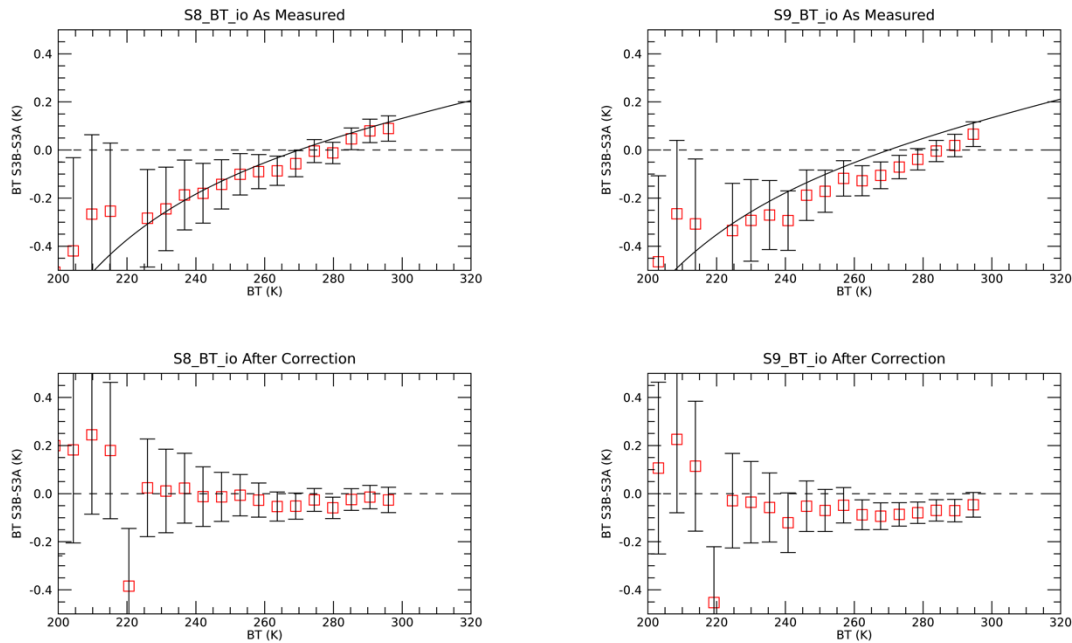 S8_BT_io As Measured
0.4
0.2
0.0
-0.2
-0.4
BT S3B-S3A (K)
200 220 240 260 280 300 320
BT (K)
S9_BT_io As Measured
0.4
0.2
0.0
-0.2
-0.4
BT S3B-S3A (K)
200 220 240 260 280 300 320
BT (K)
S8_BT_io After Correction
0.4
0.2
0.0
-0.2
-0.4
BT S3B-S3A (K)
200 220 240 260 280 300 320
BT (K)
S9_BT_io After Correction
0.4
0.2
0.0
-0.2
-0.4
BT S3B-S3A (K)
200 220 240 260 280 300 320
BT (K)